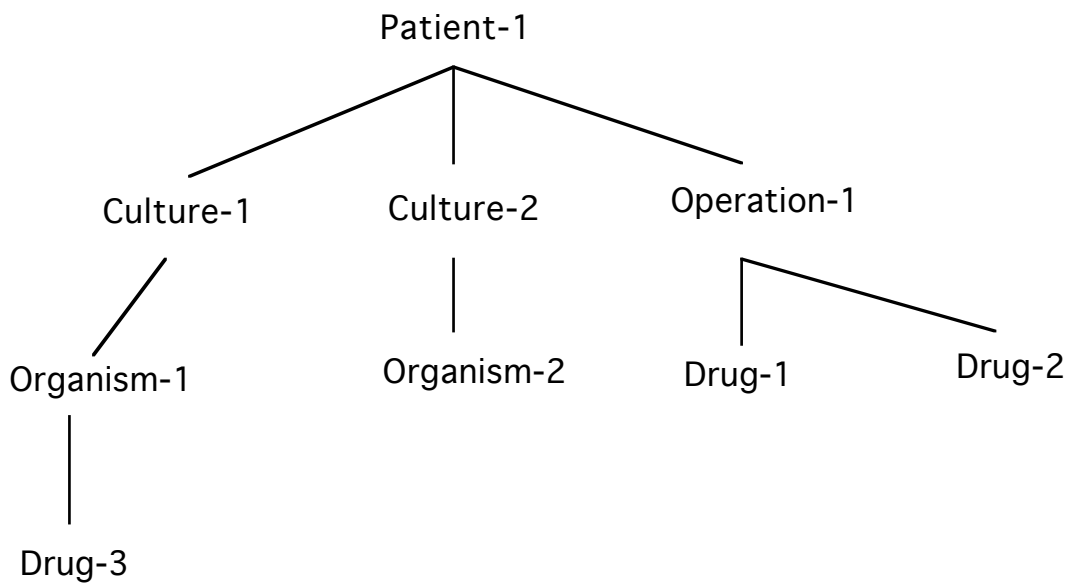 Patient-1
Culture-1
Culture-2
Operation-1
Organism-1
Organism-2
Drug-1
Drug-2
Drug-3